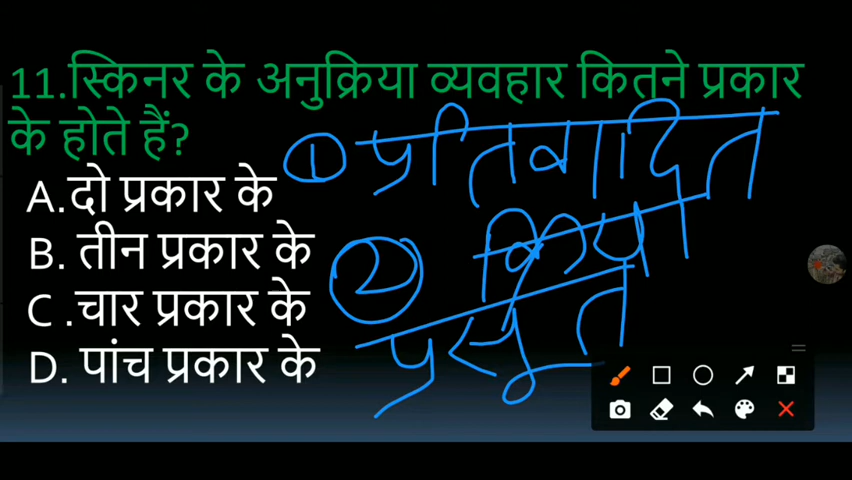 11.स्किनर के अनुक्रिया व्यवहार कितने प्रकार
के होते हैं?
① प्रतिवादित
A.दो प्रकार के
क्रिया
B. तीन प्रकार के
②
C .चार प्रकार के
प्रसूत
D. पांच प्रकार के